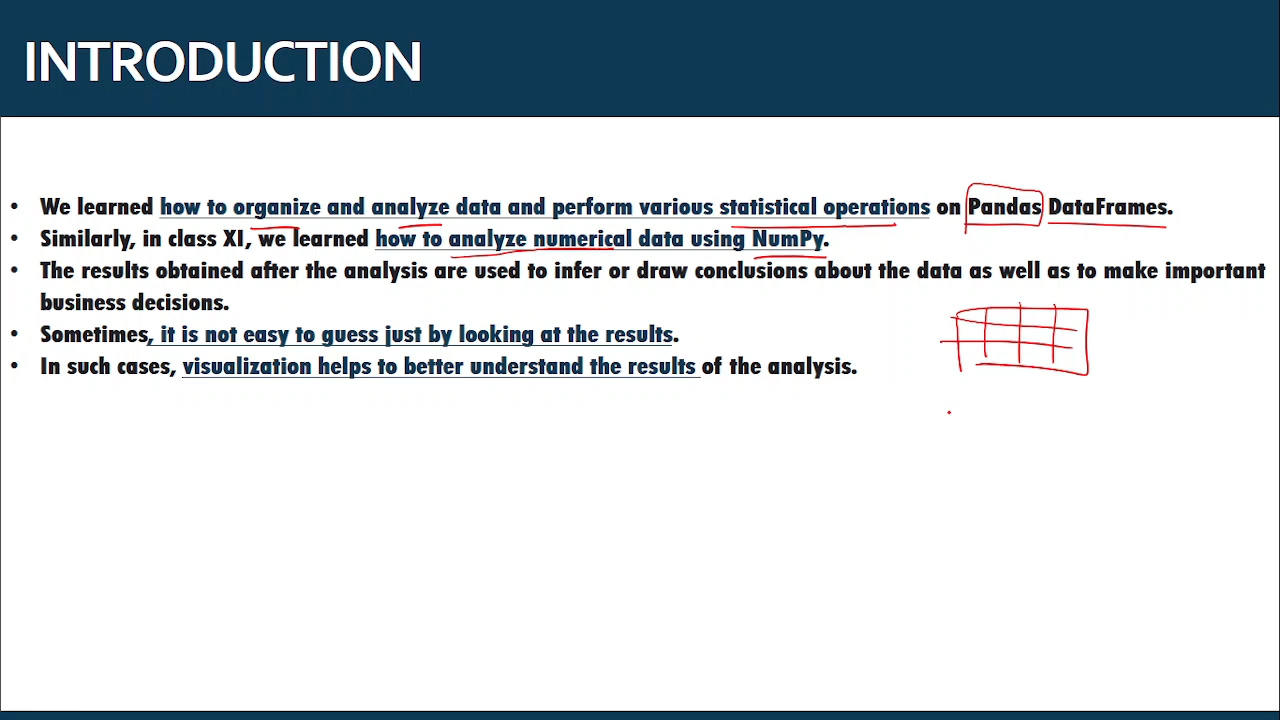 INTRODUCTION
• We learned how to organize and analyze data and perform various statistical operations on Pandas DataFrames.
• Similarly, in class XI, we learned how to analyze numerical data using NumPy.
• The results obtained after the analysis are used to infer or draw conclusions about the data as well as to make important
business decisions.
• Sometimes, it is not easy to guess just by looking at the results.
• In such cases, visualization helps to better understand the results of the analysis.